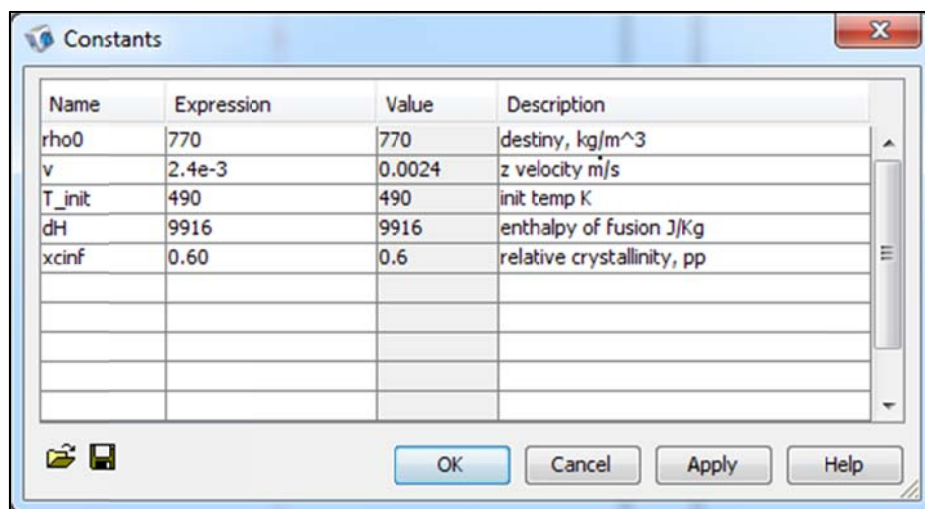 Constants
Name Expression Value Description
rho0 770 770 destiny, kg/m^3
v 2.4e-3 0.0024 z velocity m/s
T_init 490 490 init temp K
dH 9916 9916 enthalpy of fusion J/Kg
xcinf 0.60 0.6 relative crystallinity, pp
OK Cancel Apply Help